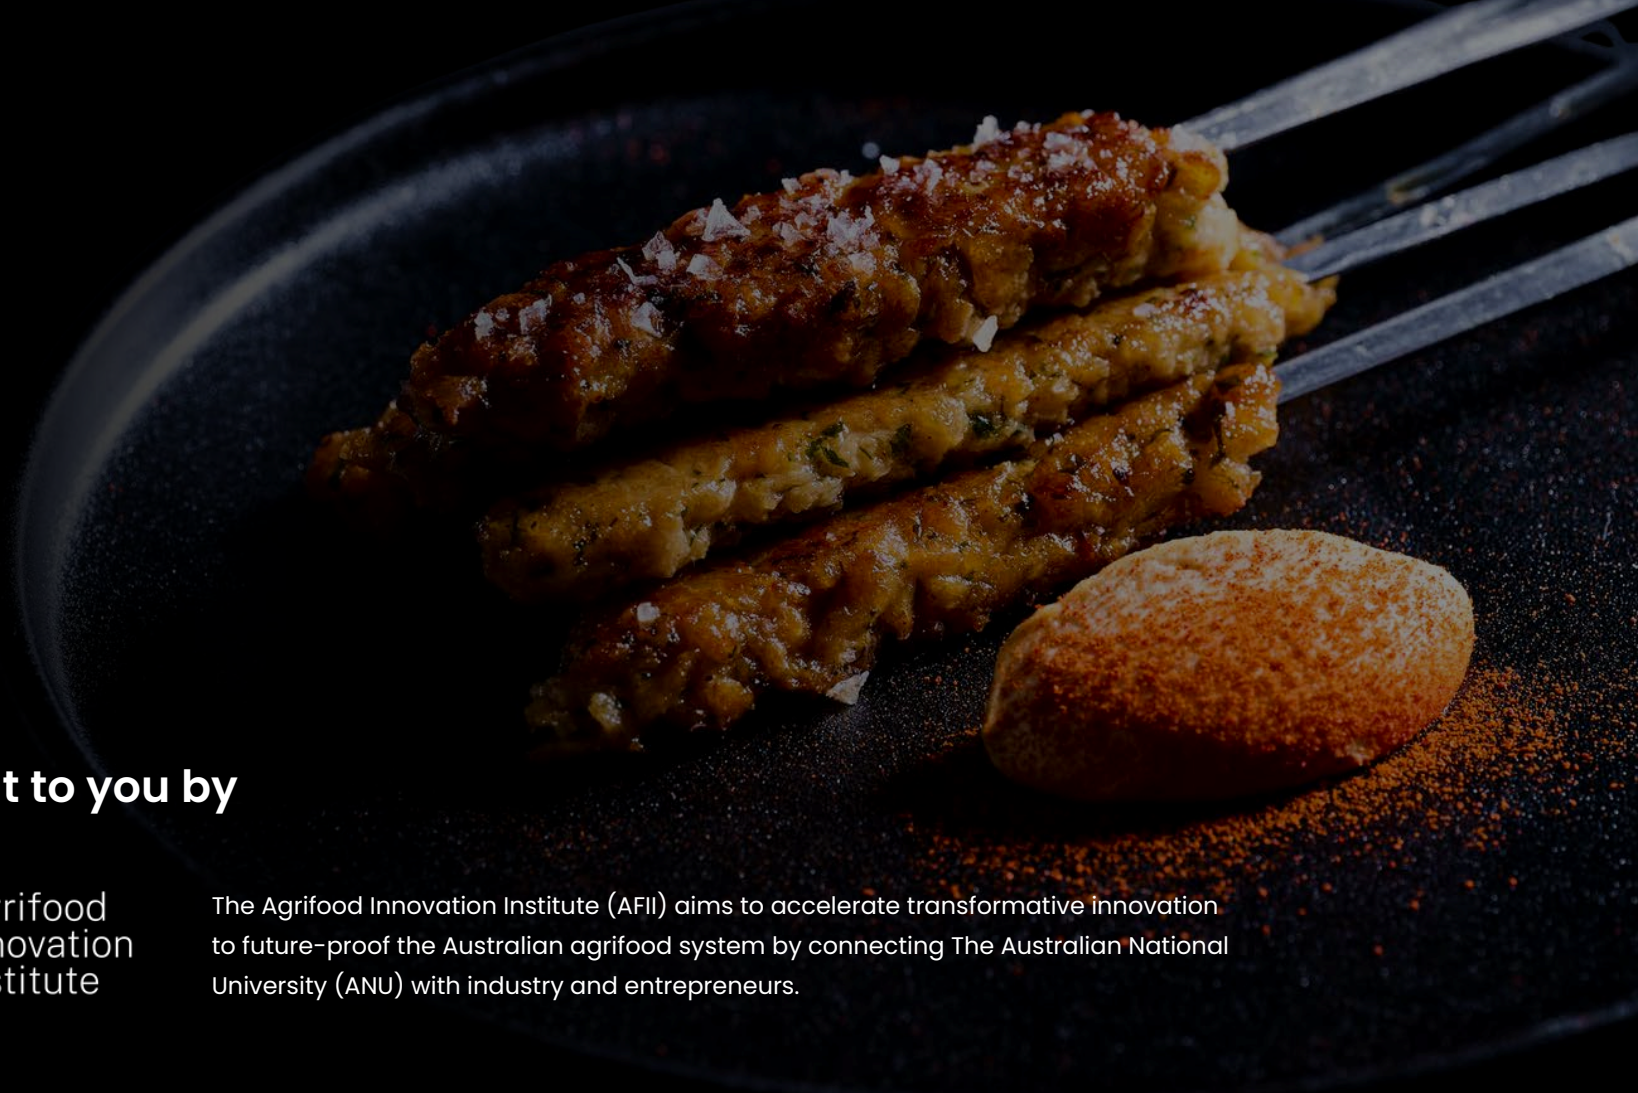 t to you by
rifood
novation
stitute
The Agrifood Innovation Institute (AFII) aims to accelerate transformative innovation
to future-proof the Australian agrifood system by connecting The Australian National
University (ANU) with industry and entrepreneurs.